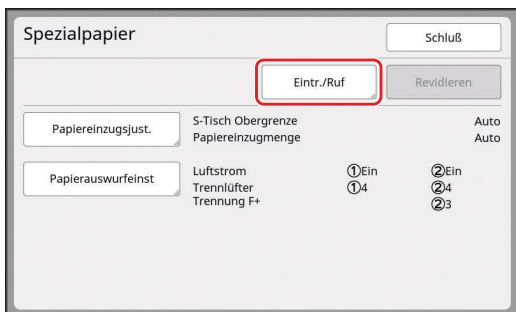 Spezialpapier
Schluß
Eintr./Ruf
Revidieren
Papiereinzugsjust.
S-Tisch Obergrenze Auto
Papiereinzugmenge Auto
Papierauswurfeinst
Luftstrom ①Ein ②Ein
Trennlüfter ①4 ②4
Trennung F+ ②3